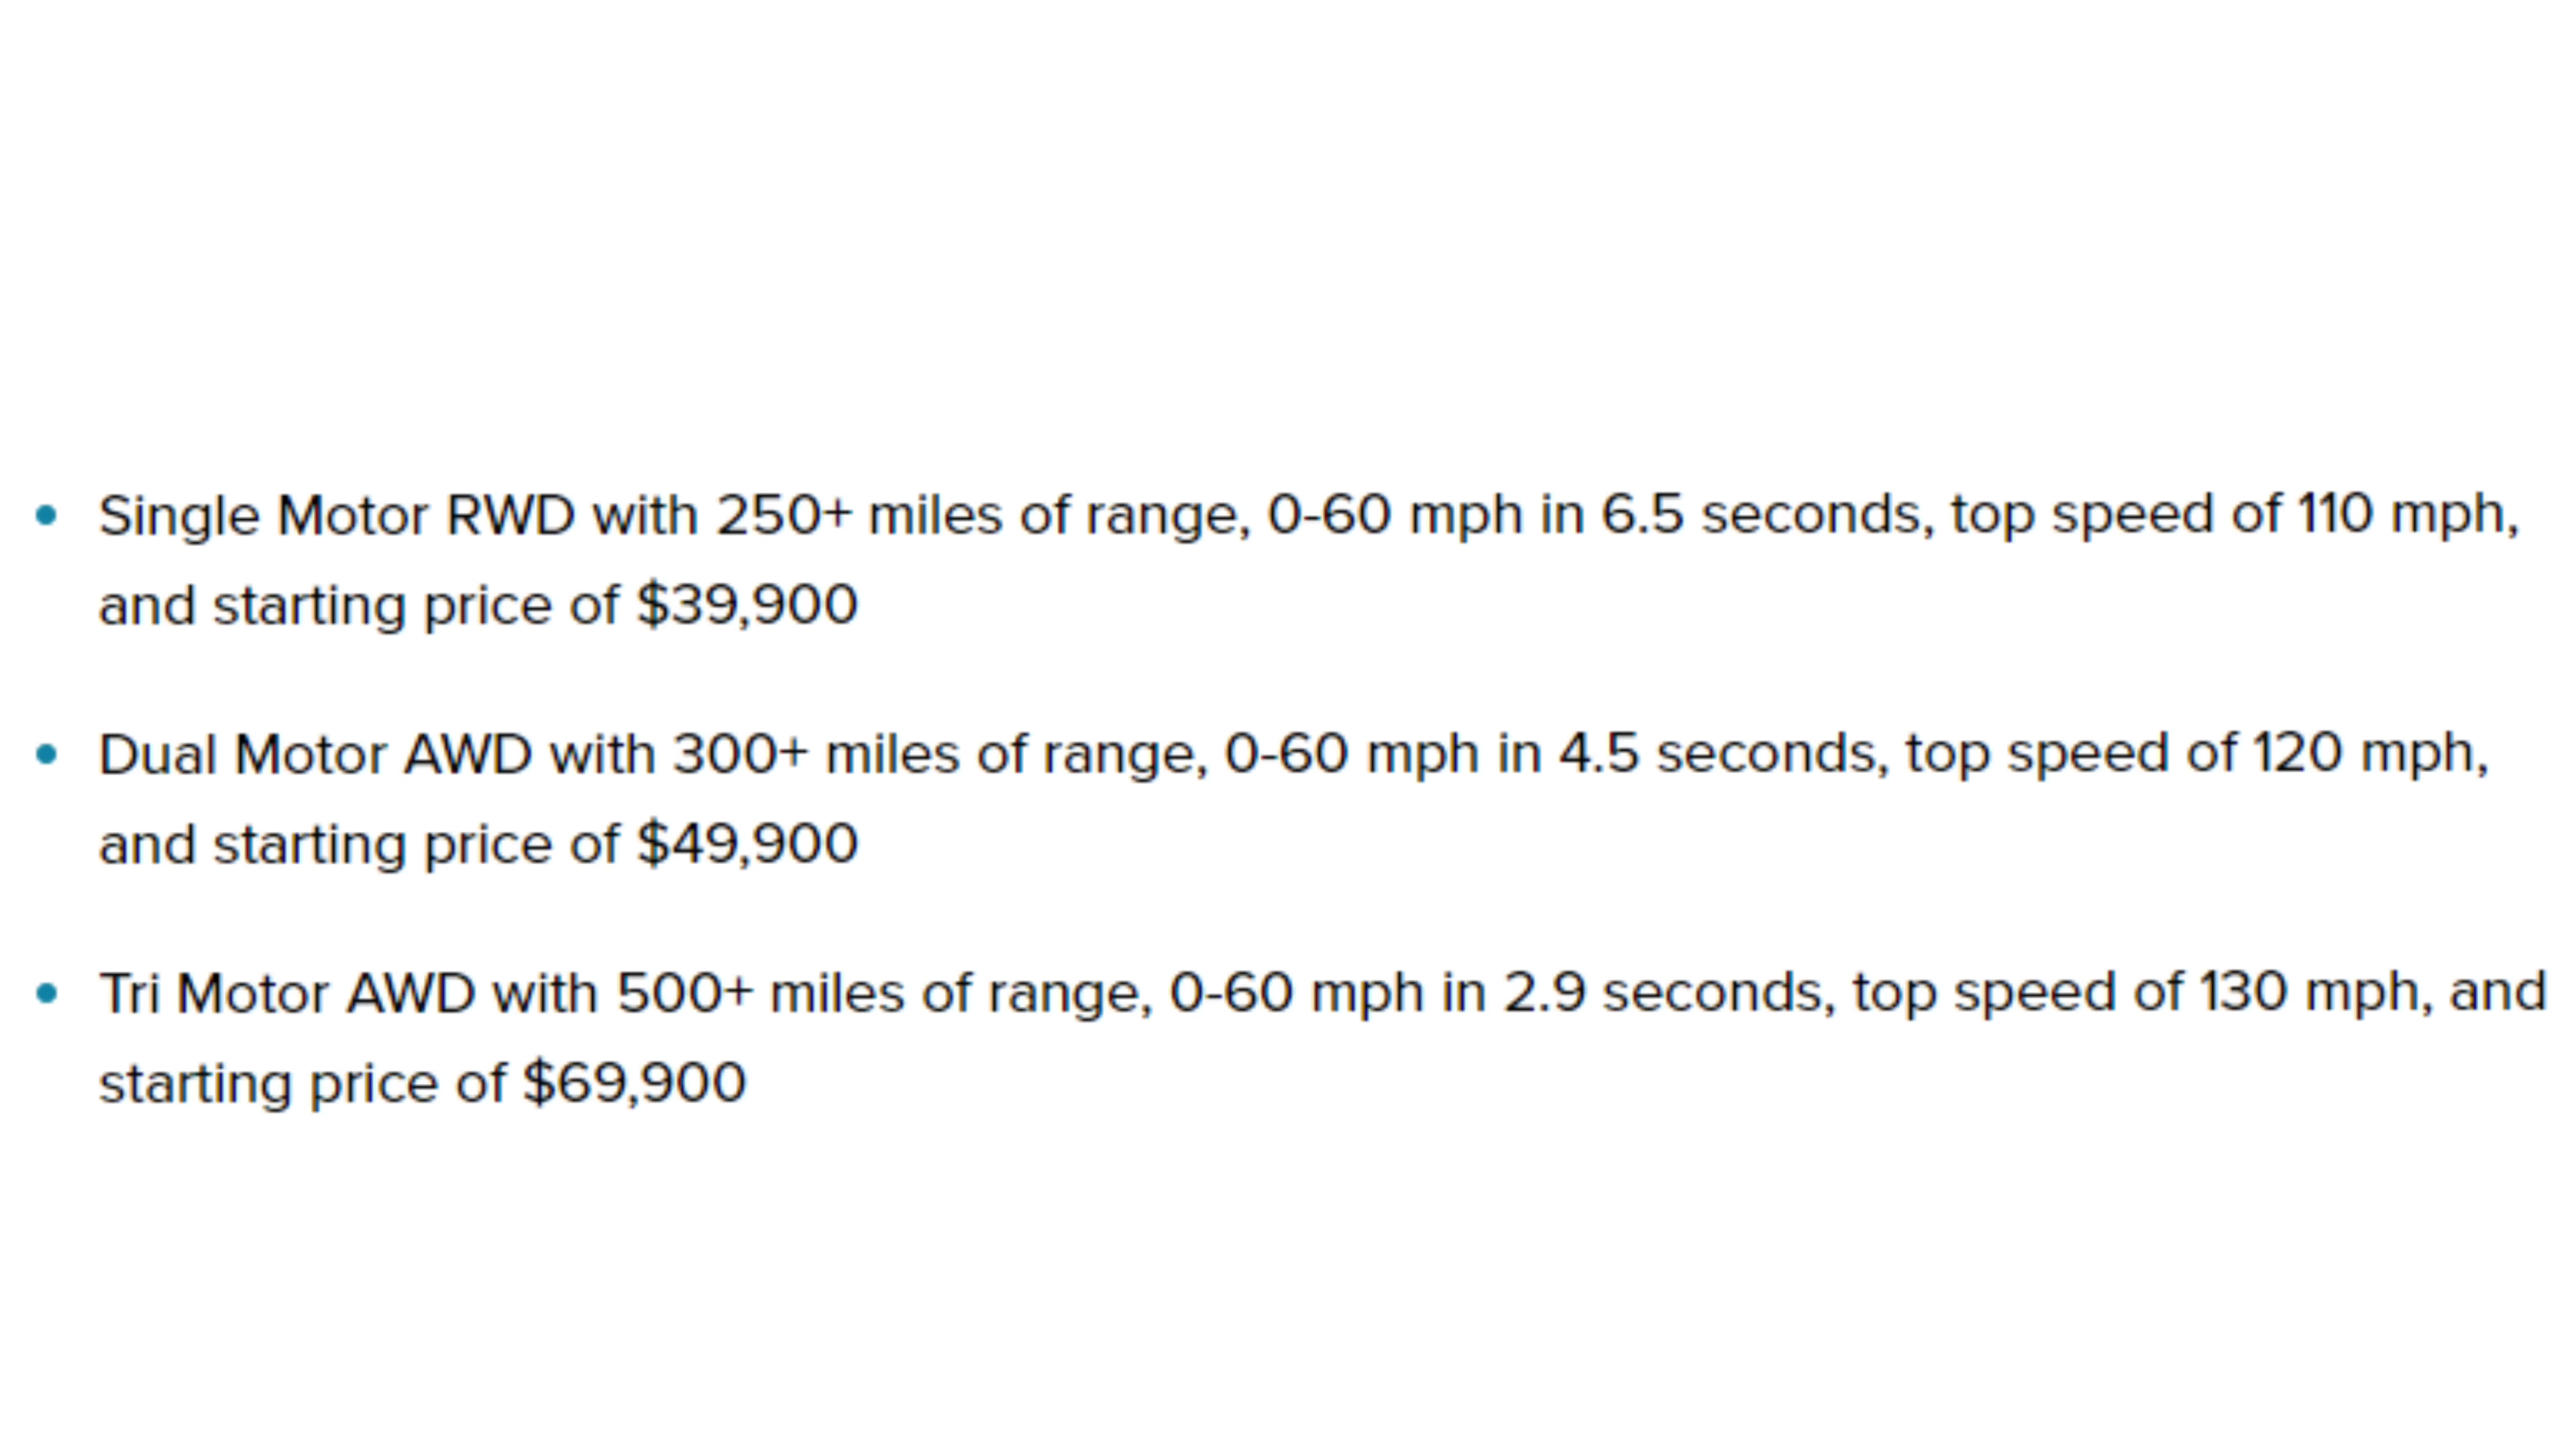 • Single Motor RWD with 250+ miles of range, 0-60 mph in 6.5 seconds, top speed of 110 mph,
and starting price of $39,900
• Dual Motor AWD with 300+ miles of range, 0-60 mph in 4.5 seconds, top speed of 120 mph,
and starting price of $49,900
• Tri Motor AWD with 500+ miles of range, 0-60 mph in 2.9 seconds, top speed of 130 mph, and
starting price of $69,900